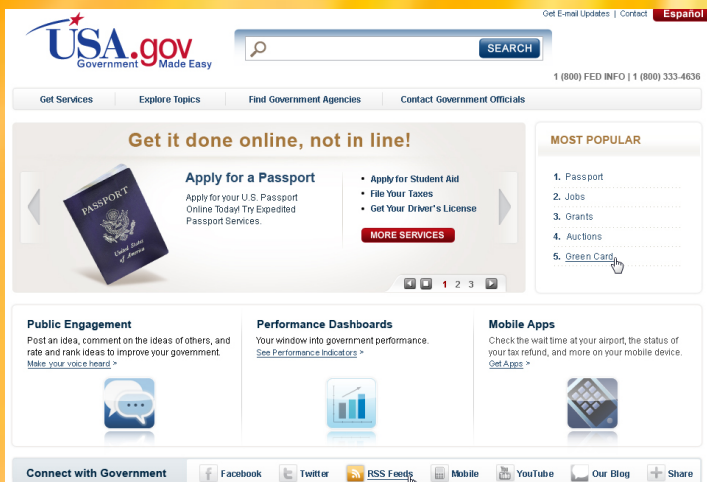 Get E-mail Updates | Contact Español
USA.gov
Government Made Easy
SEARCH
1 (800) FED INFO | 1 (800) 333-4636
Get Services Explore Topics Find Government Agencies Contact Government Officials
Get it done online, not in line!
PASSPORT
United States
of America
Apply for a Passport
Apply for your U.S. Passport
Online Today! Try Expedited
Passport Services.
• Apply for Student Aid
• File Your Taxes
• Get Your Driver's License
MORE SERVICES
1 2 3
MOST POPULAR
1. Passport
2. Jobs
3. Grants
4. Auctions
5. Green Card
Public Engagement
Post an idea, comment on the ideas of others, and
rate and rank ideas to improve your government.
Make your voice heard >
Performance Dashboards
Your window into government performance.
See Performance Indicators >
Mobile Apps
Check the wait time at your airport, the status of
your tax refund, and more on your mobile device.
Get Apps >
Connect with Government Facebook Twitter RSS Feeds Mobile YouTube Our Blog Share